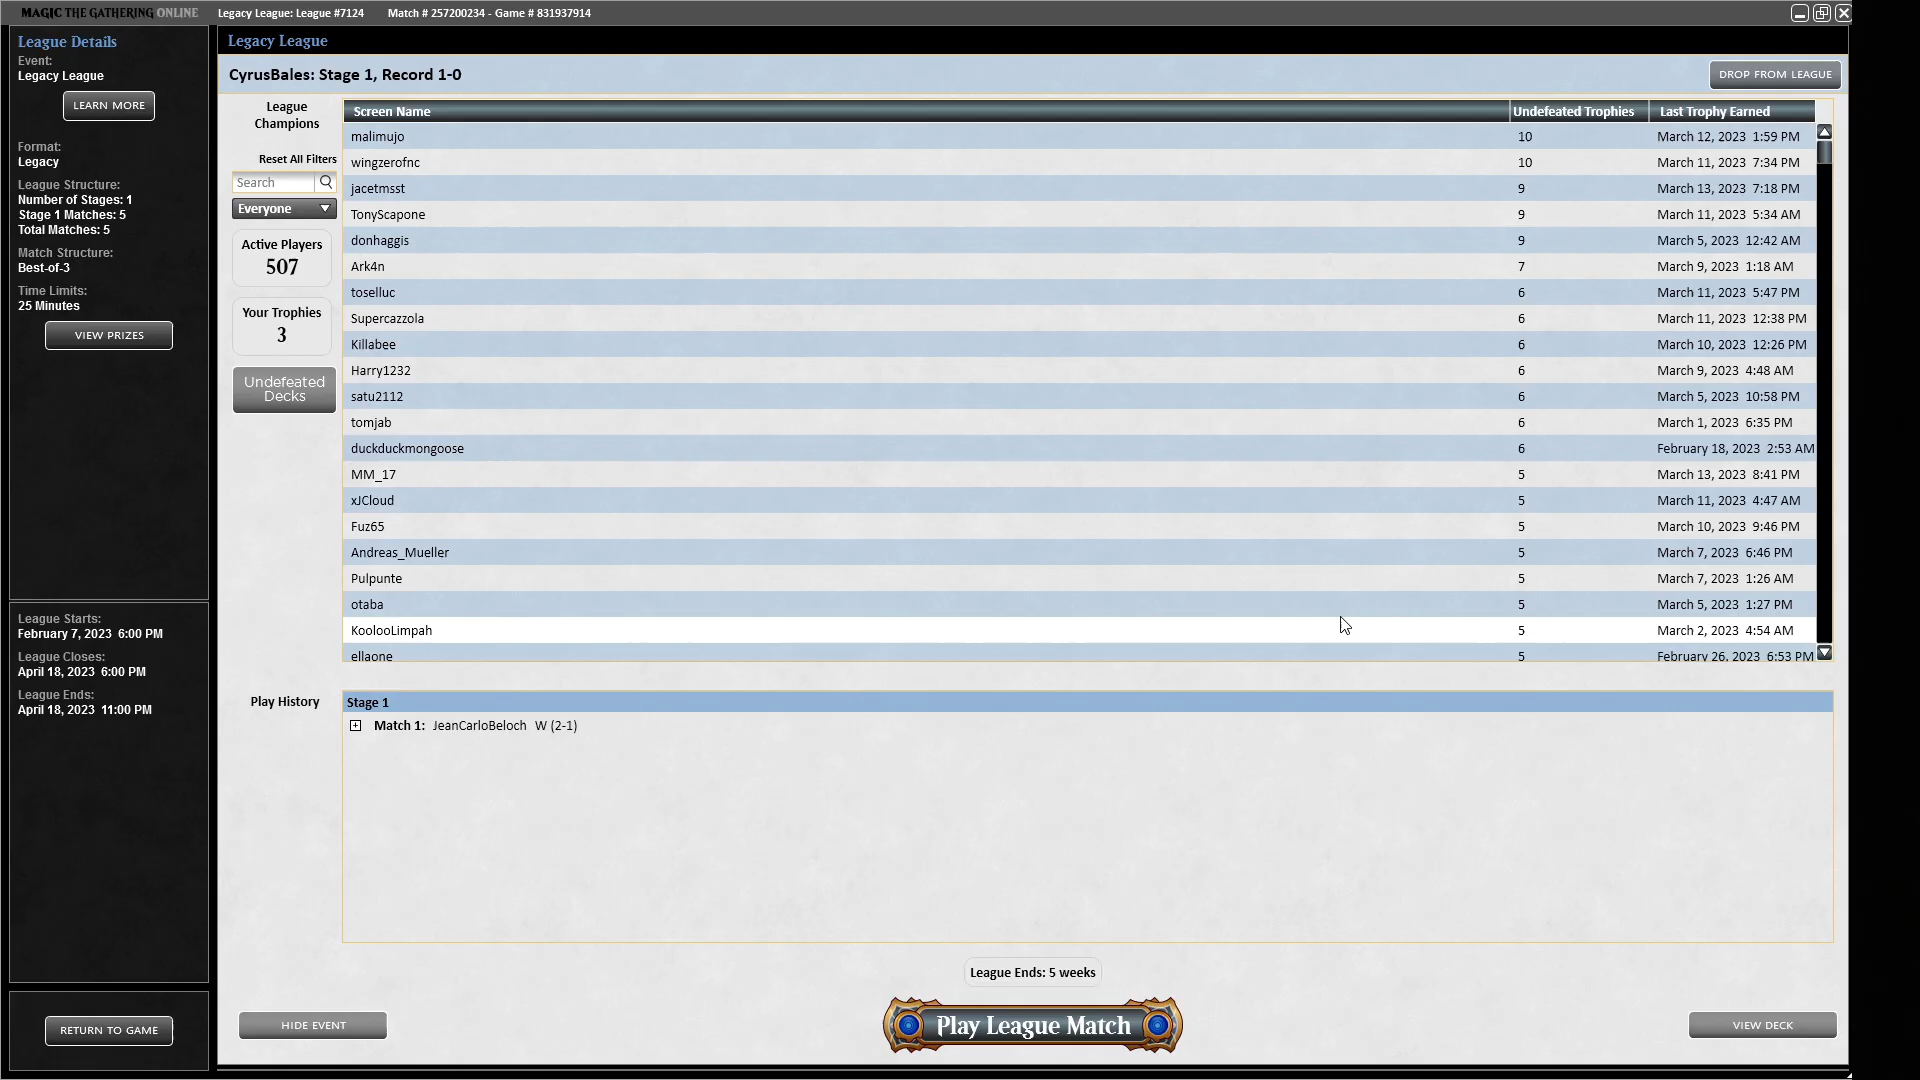 MAGIC THE GATHERING ONLINE Legacy League: League #7124 Match # 257200234 - Game # 831937914
League Details
Event:
Legacy League
LEARN MORE
Format:
Legacy
League Structure:
Number of Stages: 1
Stage 1 Matches: 5
Total Matches: 5
Match Structure:
Best-of-3
Time Limits:
25 Minutes
VIEW PRIZES
League Starts:
February 7, 2023 6:00 PM
League Closes:
April 18, 2023 6:00 PM
League Ends:
April 18, 2023 11:00 PM
RETURN TO GAME
Legacy League
CyrusBales: Stage 1, Record 1-0
DROP FROM LEAGUE
League
Champions
Reset All Filters
Search
Everyone
Active Players
507
Your Trophies
3
Undefeated
Decks
Screen Name Undefeated Trophies Last Trophy Earned
malimujo 10 March 12, 2023 1:59 PM
wingzerofnc 10 March 11, 2023 7:34 PM
jacetmsst 9 March 13, 2023 7:18 PM
TonyScapone 9 March 11, 2023 5:34 AM
donhaggis 9 March 5, 2023 12:42 AM
Ark4n 7 March 9, 2023 1:18 AM
toselluc 6 March 11, 2023 5:47 PM
Supercazzola 6 March 11, 2023 12:38 PM
Killabee 6 March 10, 2023 12:26 PM
Harry1232 6 March 9, 2023 4:48 AM
satu2112 6 March 5, 2023 10:58 PM
tomjab 6 March 1, 2023 6:35 PM
duckduckmongoose 6 February 18, 2023 2:53 AM
MM_17 5 March 13, 2023 8:41 PM
xJCloud 5 March 11, 2023 4:47 AM
Fuz65 5 March 10, 2023 9:46 PM
Andreas_Mueller 5 March 7, 2023 6:46 PM
Pulpunte 5 March 7, 2023 1:26 AM
otaba 5 March 5, 2023 1:27 PM
KoolooLimpah 5 March 2, 2023 4:54 AM
ellaone 5 February 26, 2023 6:53 PM
Play History
Stage 1
Match 1: JeanCarloBeloch W (2-1)
League Ends: 5 weeks
HIDE EVENT
Play League Match
VIEW DECK